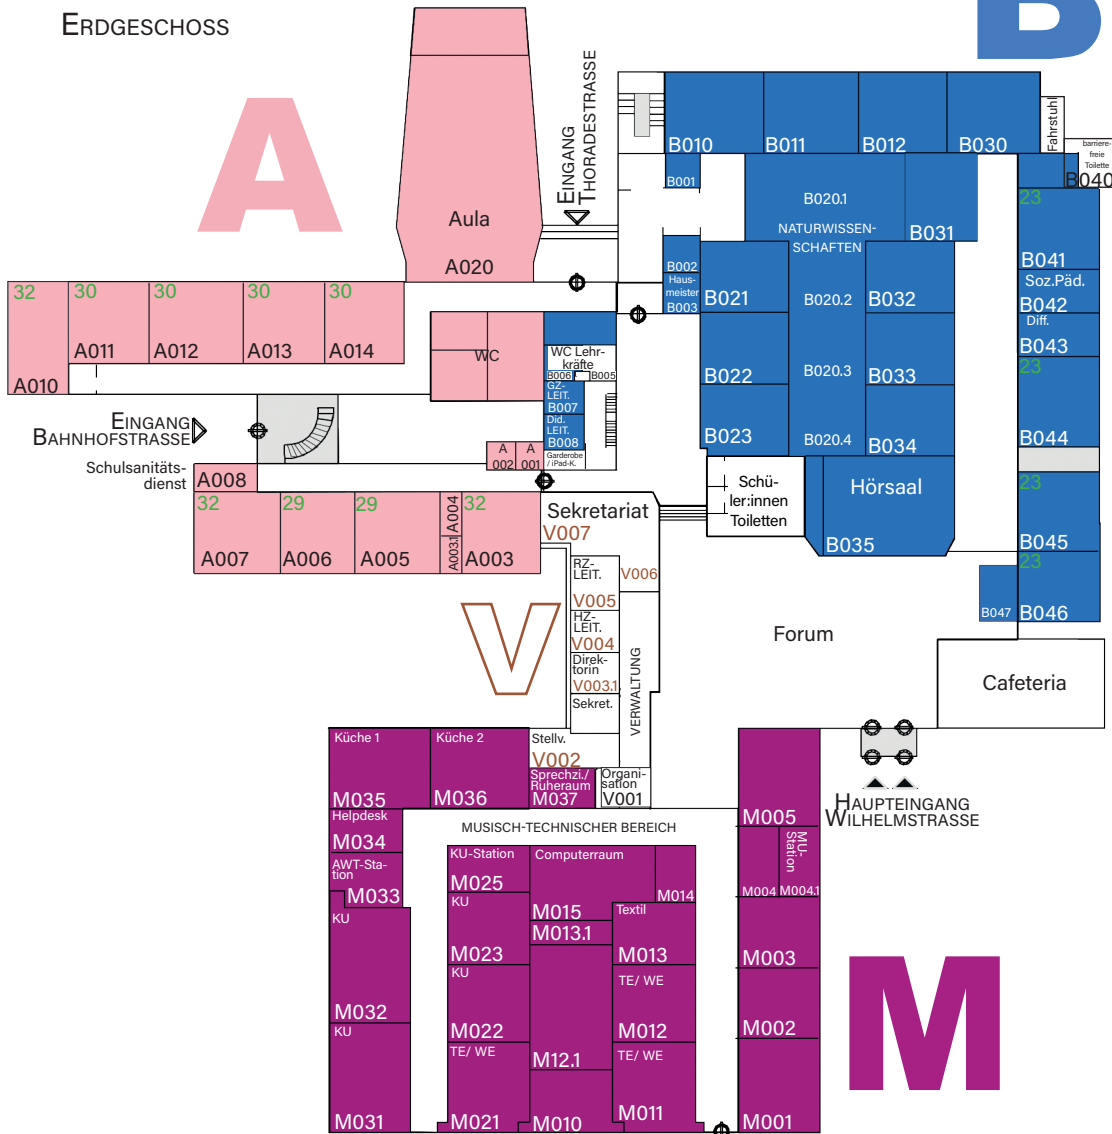 ERDGESCHOSS
B
A
EINGANG
THORADESTRASSE
Aula
A020
B010
B011
B012
B030
Fahrstuhl
barriere-
freie
Toilette
B040
B001
B020.1
NATURWISSEN-
SCHAFTEN
B031
23
B041
B002
Haus-
meister
B003
B021
B020.2
B032
Soz.Päd.
B042
Diff.
B043
32
30
30
30
30
A010
A011
A012
A013
A014
WC
WC Lehr-
kräfte
B006
B005
GZ-
LEIT.
B007
Did.
LEIT.
B008
Garderobe
/ iPad-K.
B022
B020.3
B033
23
B044
B023
B020.4
B034
EINGANG
BAHNHOFSTRASSE
A
002
A
001
Schulsanitäts-
dienst
A008
32
29
29
32
A007
A006
A005
A004
A003.1
A003
Sekretariat
V007
Schü-
ler:innen
Toiletten
Hörsaal
B035
23
B045
23
B046
B047
RZ-
LEIT.
V005
V006
HZ-
LEIT.
V004
Direk-
torin
V003.1
Sekret.
VERWALTUNG
V
Forum
Cafeteria
Stellv.
V002
Organi-
sation
V001
Küche 1
M035
Küche 2
M036
Sprechzi./
Ruheraum
M037
HAUPTEINGANG
WILHELMSTRASSE
MUSISCH-TECHNISCHER BEREICH
Helpdesk
M034
AWT-Sta-
tion
M033
KU
M032
KU
M031
KU-Station
M025
KU
M023
KU
M022
TE/ WE
M021
Computerraum
M015
M014
M013.1
M12.1
M010
Textil
M013
TE/ WE
M012
TE/ WE
M011
M005
MU-
Station
M004
M004.1
M003
M002
M001
M